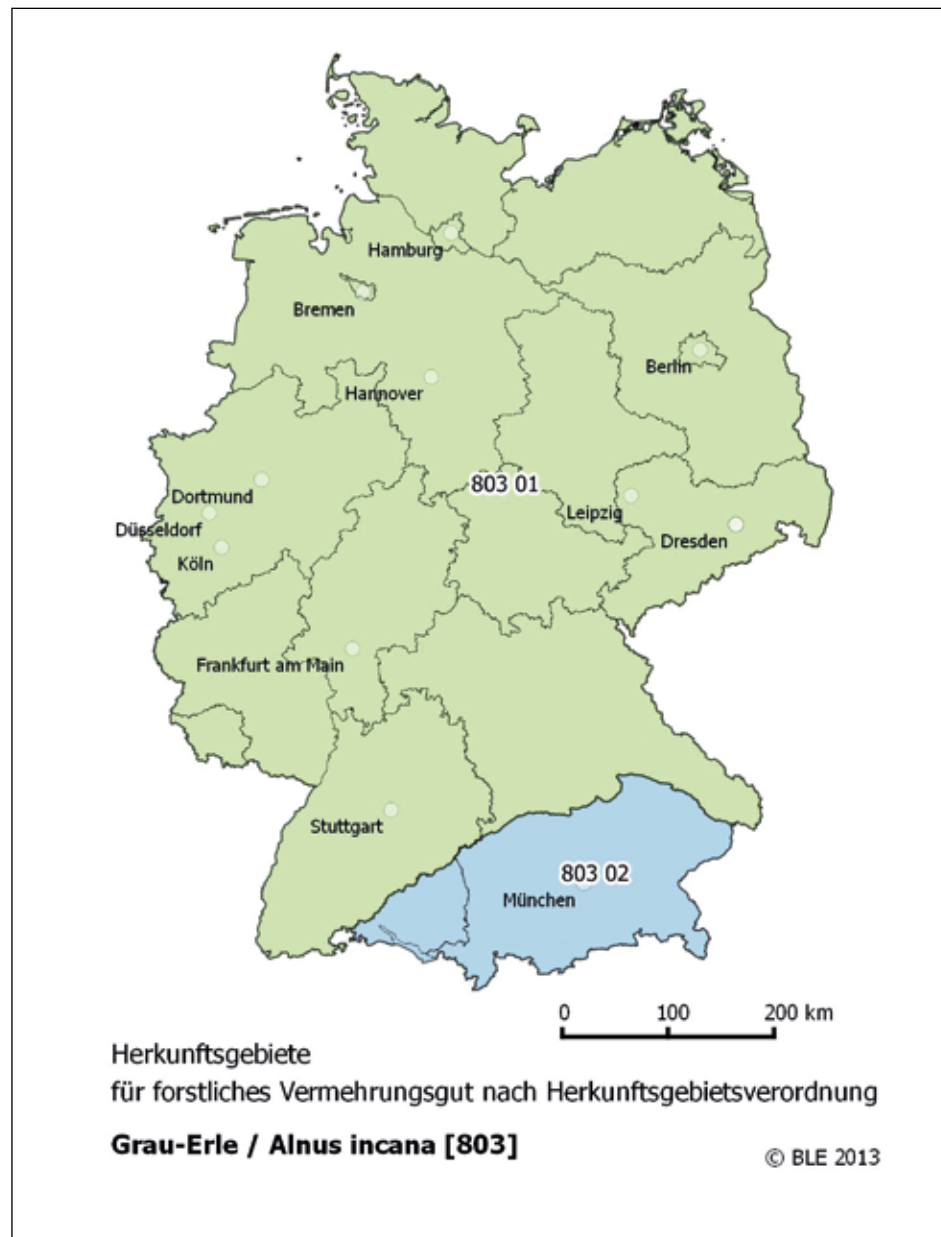 Hamburg
Bremen
Berlin
Hannover
803 01
Dortmund
Leipzig
Düsseldorf
Dresden
Köln
Frankfurt am Main
Stuttgart
803 02
München
0 100 200 km
Herkunftsgebiete
für forstliches Vermehrungsgut nach Herkunftsgebietsverordnung
Grau-Erle / Alnus incana [803]
© BLE 2013